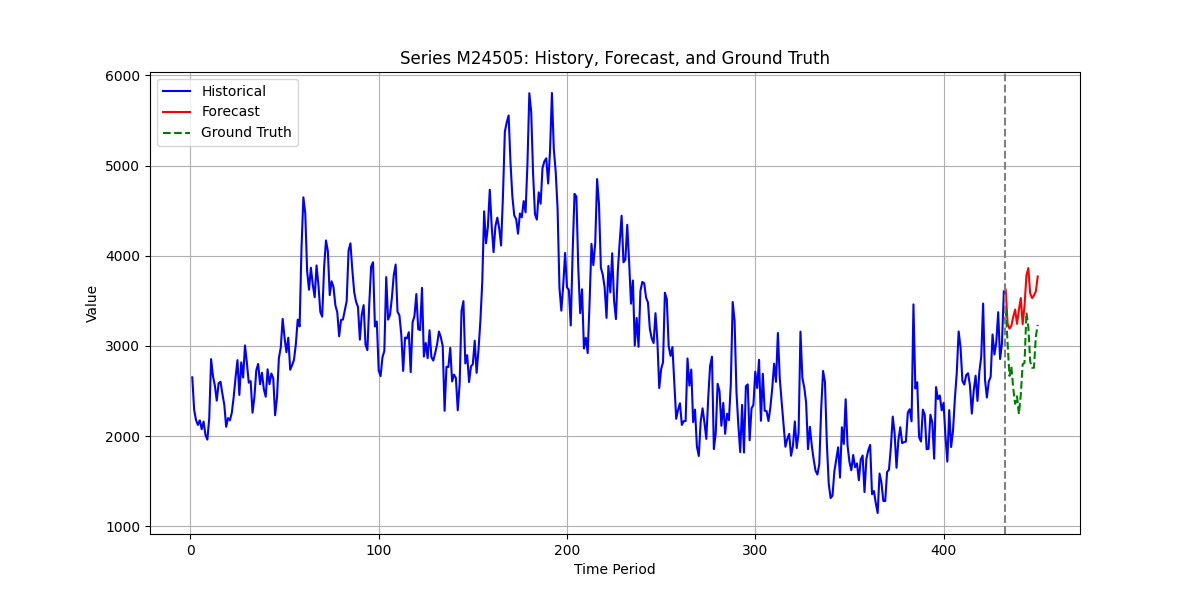 Series M24505: History, Forecast, and Ground Truth
Historical
Forecast
Ground Truth
6000
5000
4000
3000
2000
1000
Value
0 100 200 300 400
Time Period